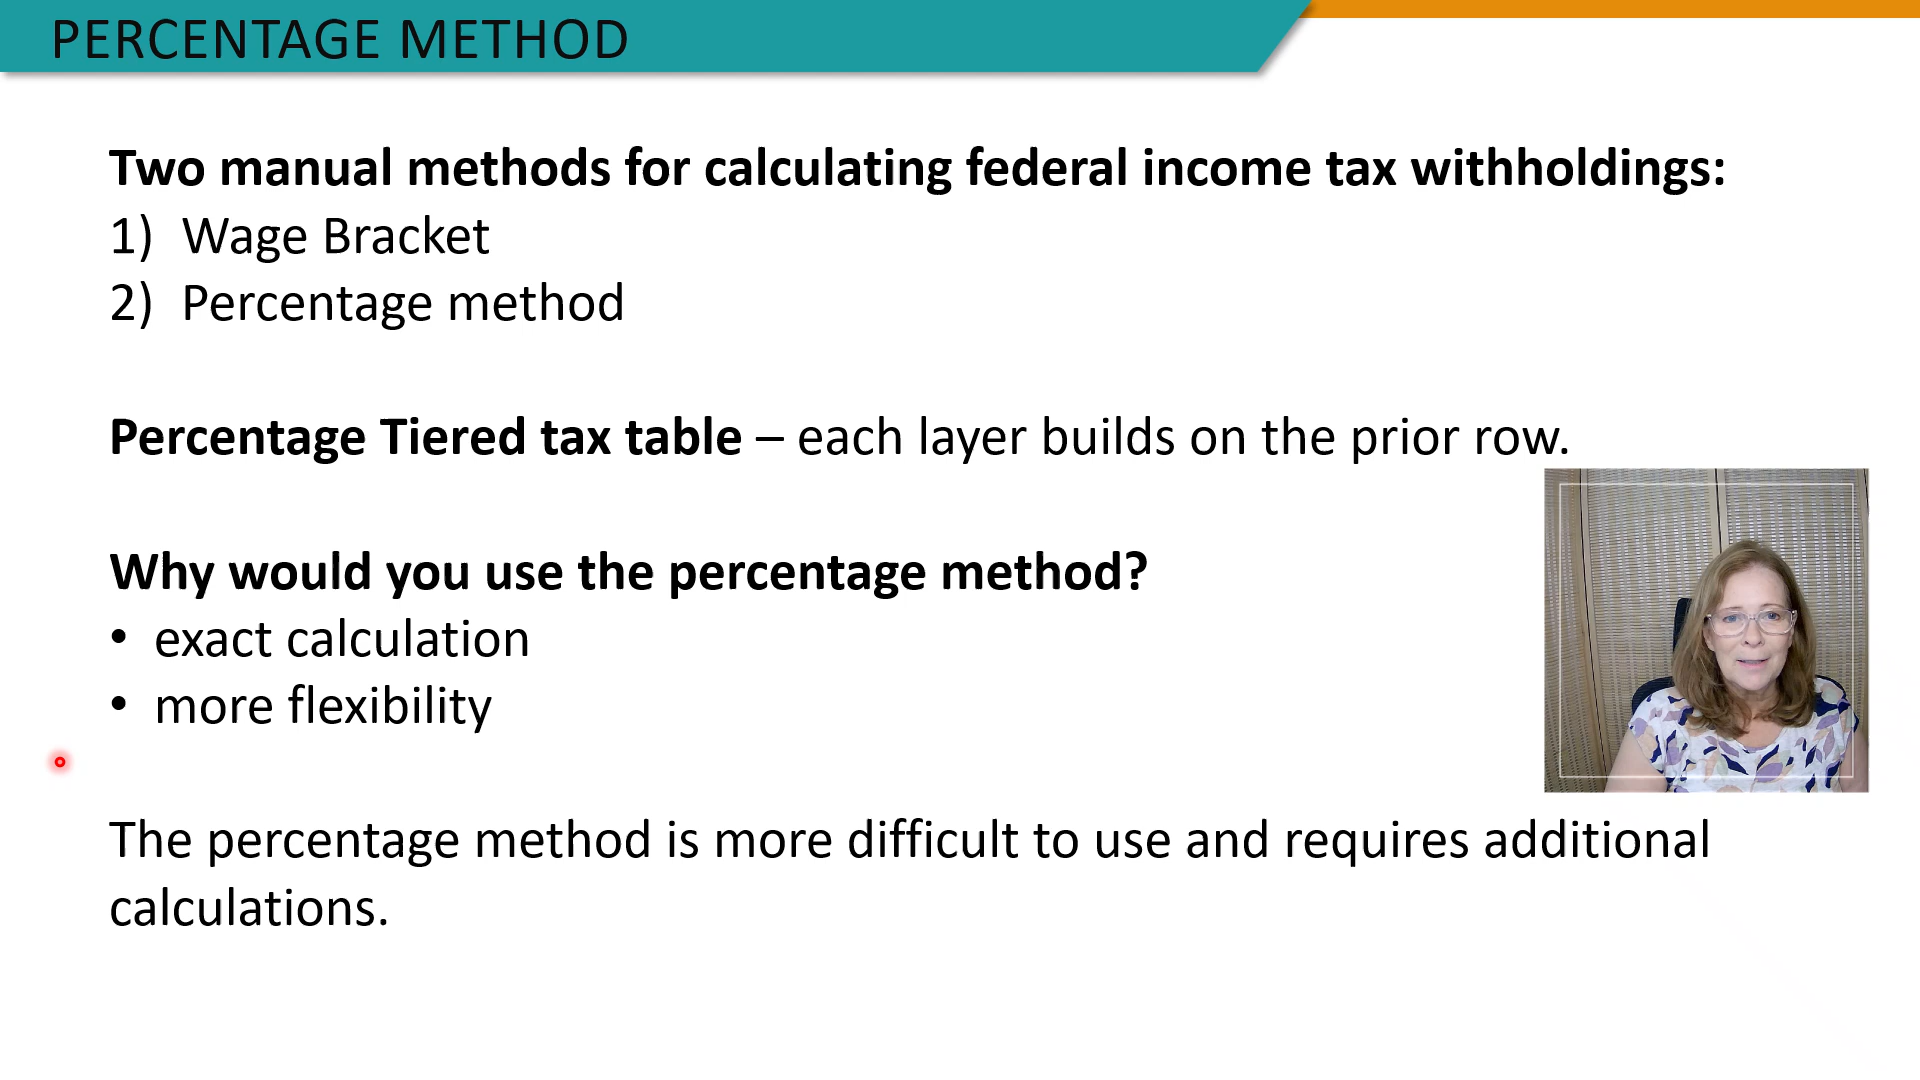 PERCENTAGE METHOD
Two manual methods for calculating federal income tax withholdings:
1) Wage Bracket
2) Percentage method
Percentage Tiered tax table – each layer builds on the prior row.
Why would you use the percentage method?
• exact calculation
• more flexibility
The percentage method is more difficult to use and requires additional
calculations.